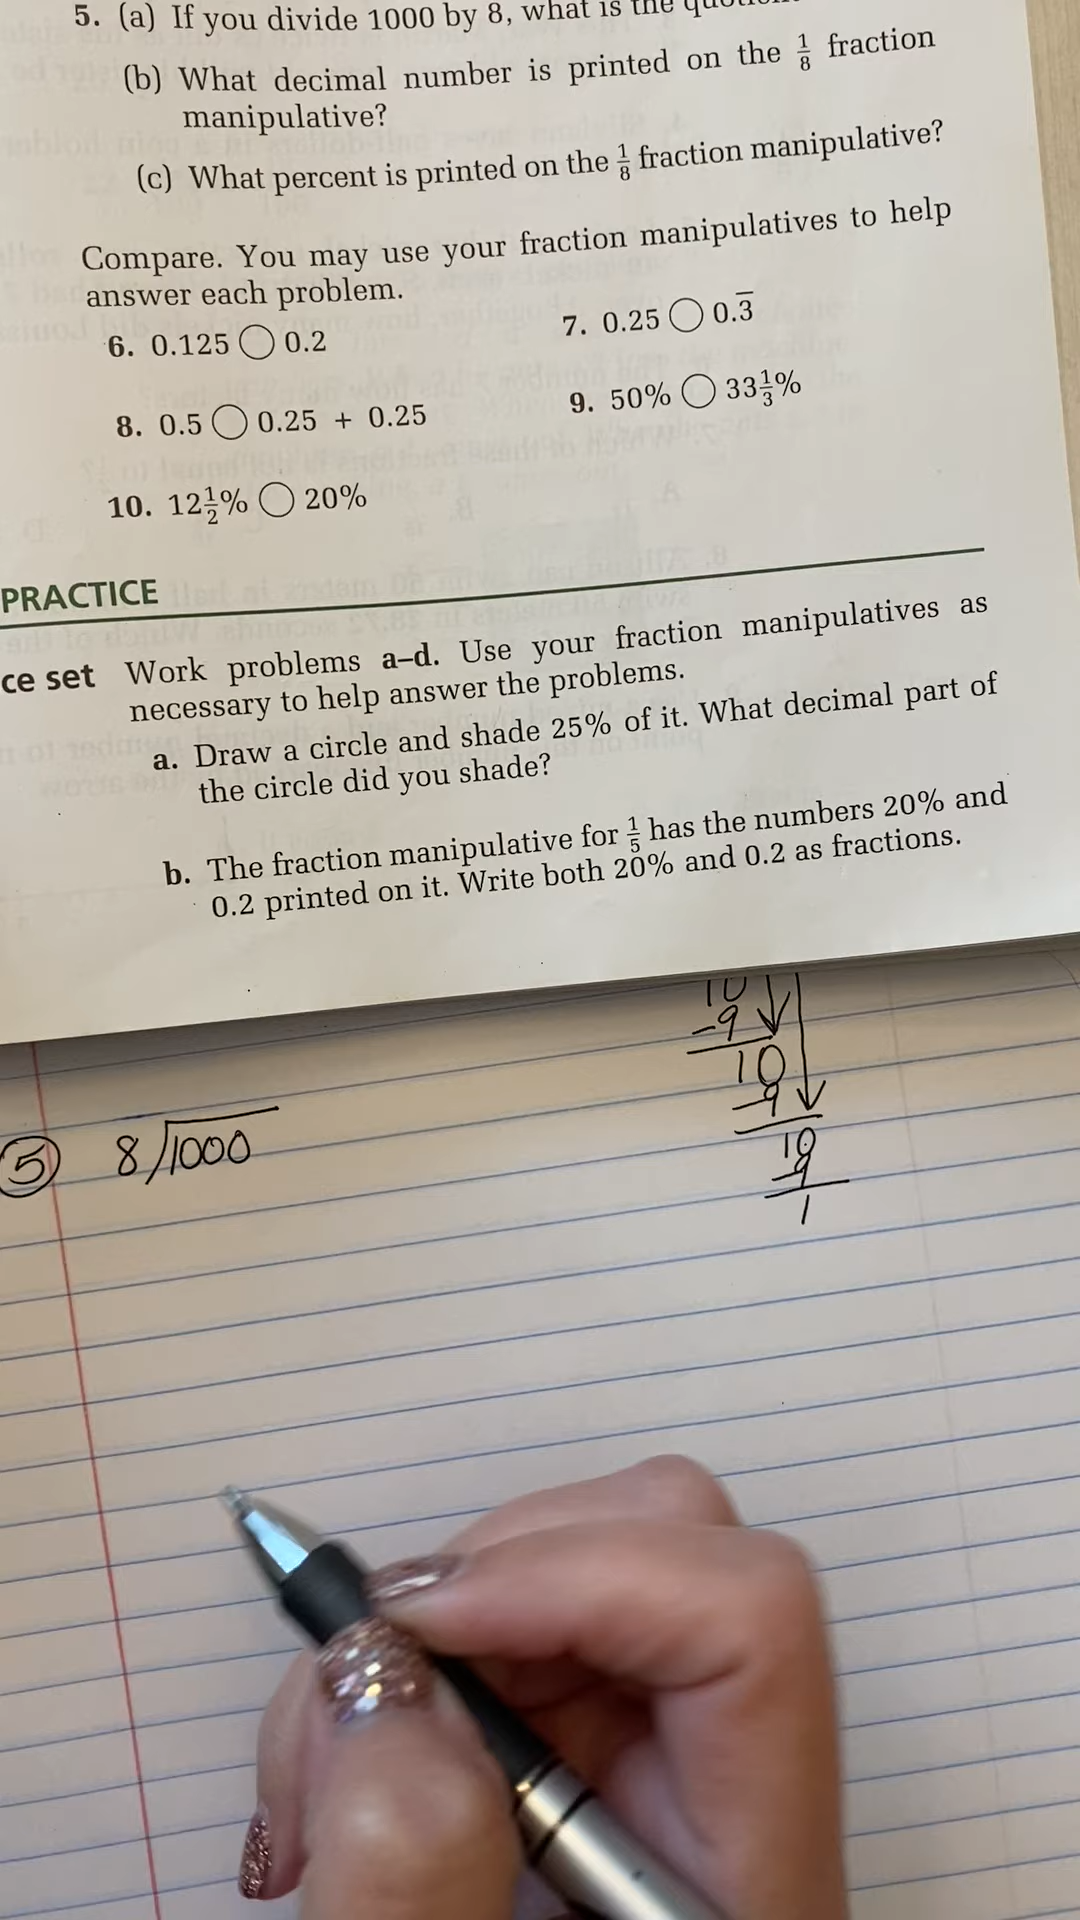 5. (a) If you divide 1000 by 8, what is the
(b) What decimal number is printed on the 1/8 fraction
manipulative?
(c) What percent is printed on the 1/8 fraction manipulative?
Compare. You may use your fraction manipulatives to help
answer each problem.
6. 0.125 ◯ 0.2
7. 0.25 ◯ 0.3̅
8. 0.5 ◯ 0.25 + 0.25
9. 50% ◯ 33⅓%
10. 12½% ◯ 20%
PRACTICE
ce set Work problems a–d. Use your fraction manipulatives as
necessary to help answer the problems.
a. Draw a circle and shade 25% of it. What decimal part of
the circle did you shade?
b. The fraction manipulative for 1/5 has the numbers 20% and
0.2 printed on it. Write both 20% and 0.2 as fractions.
10
-9
10
-9
10
-9
1
5 8)1000